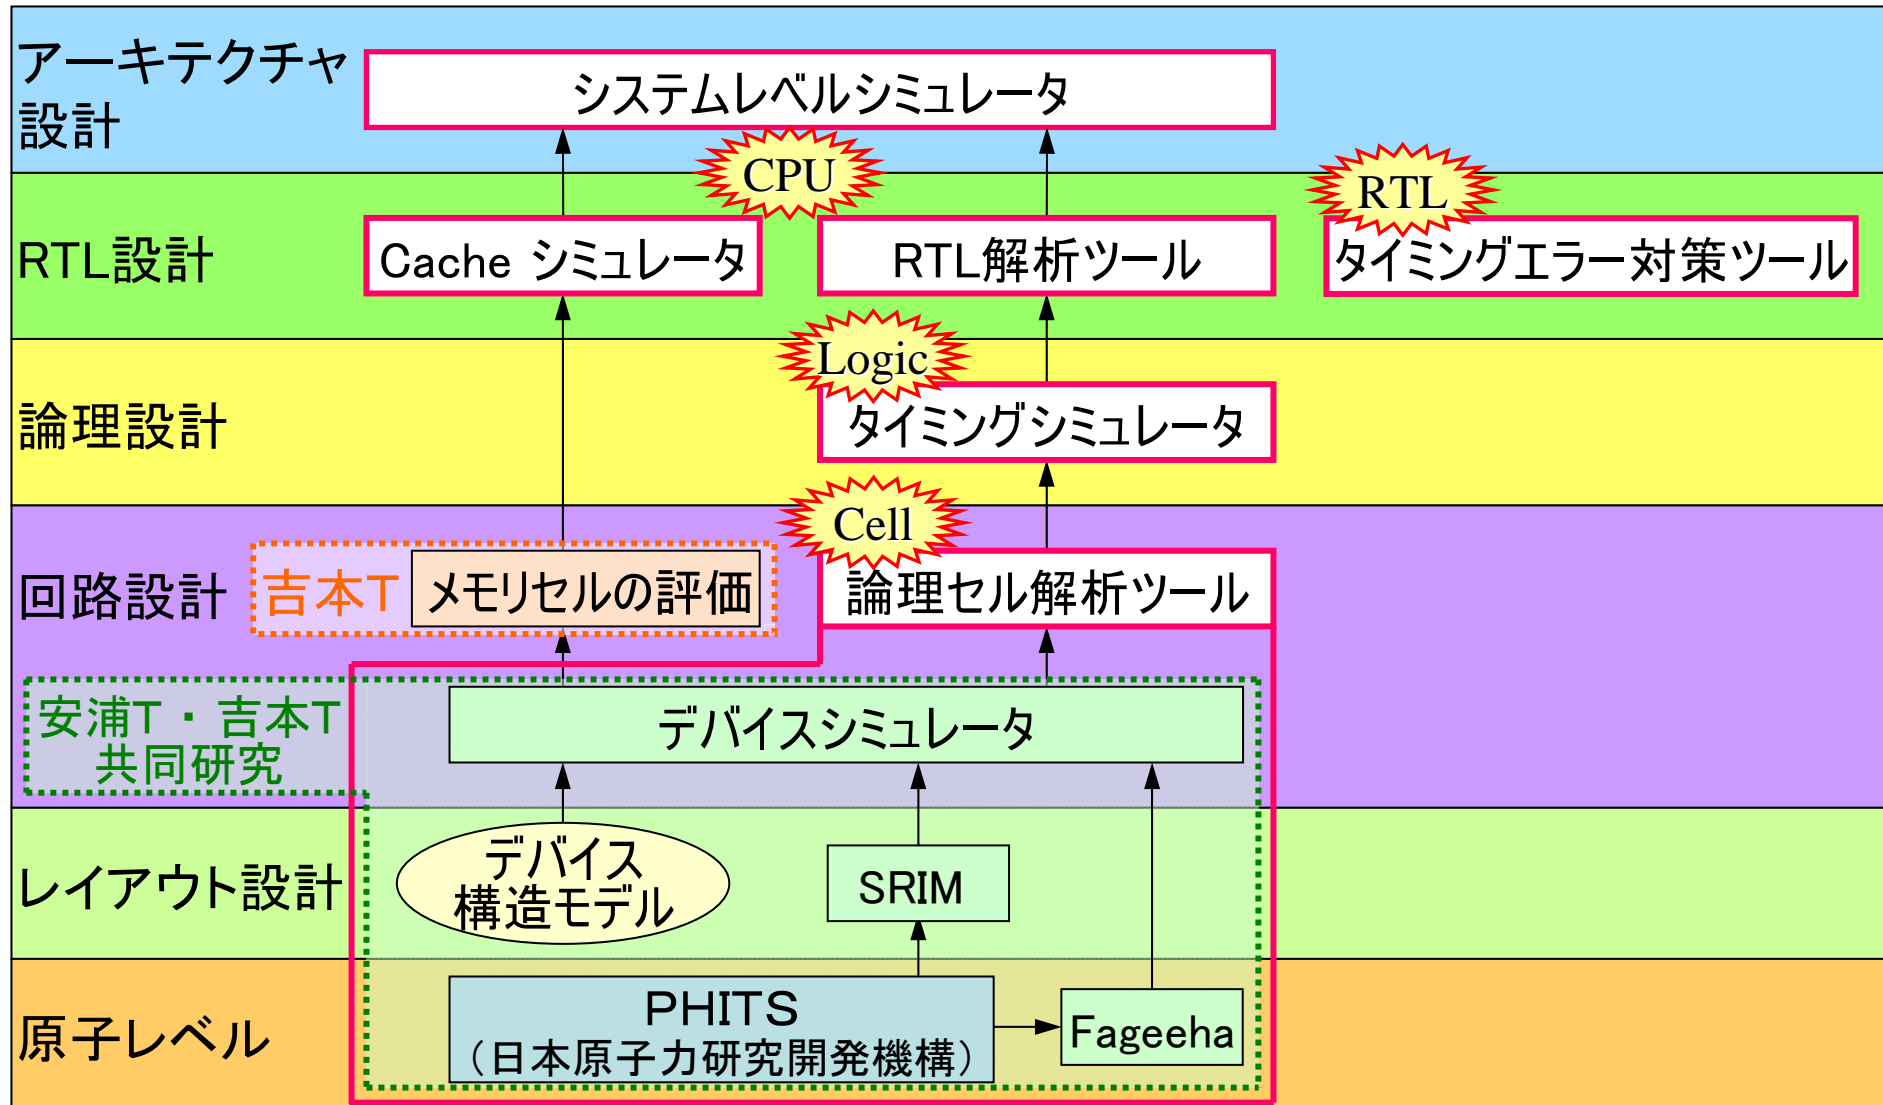 アーキテクチャ
設計
システムレベルシミュレータ
CPU
RTL
RTL設計
Cache シミュレータ
RTL解析ツール
タイミングエラー対策ツール
Logic
論理設計
タイミングシミュレータ
Cell
回路設計
吉本T
メモリセルの評価
論理セル解析ツール
安浦T・吉本T
共同研究
デバイスシミュレータ
レイアウト設計
デバイス
構造モデル
SRIM
原子レベル
PHITS
（日本原子力研究開発機構）
Fageeha